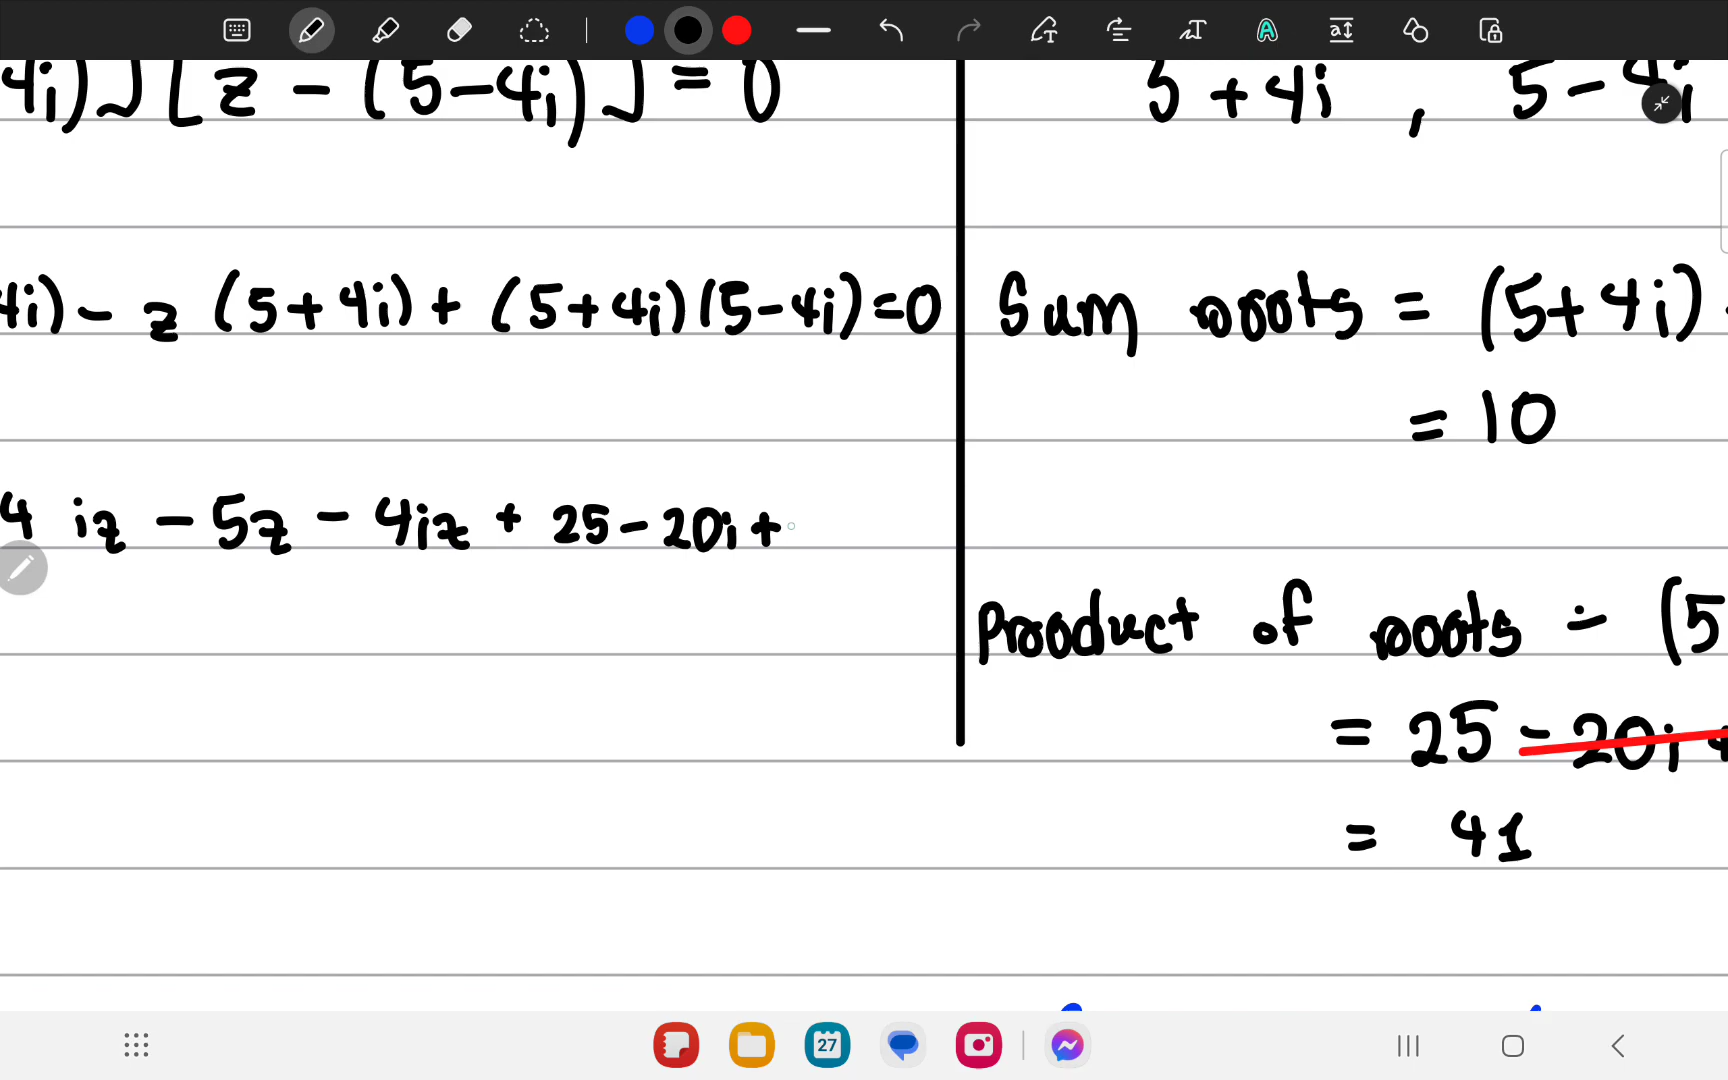 4i)] [z - (5-4i)] = 0
4i) - z (5+4i) + (5+4i)(5-4i)=0
4 iz - 5z - 4iz + 25 - 20i +
5 + 4i , 5 - 4i
Sum roots = (5+4i)
= 10
Product of roots = (5
= 25 - 20i +
= 41
27